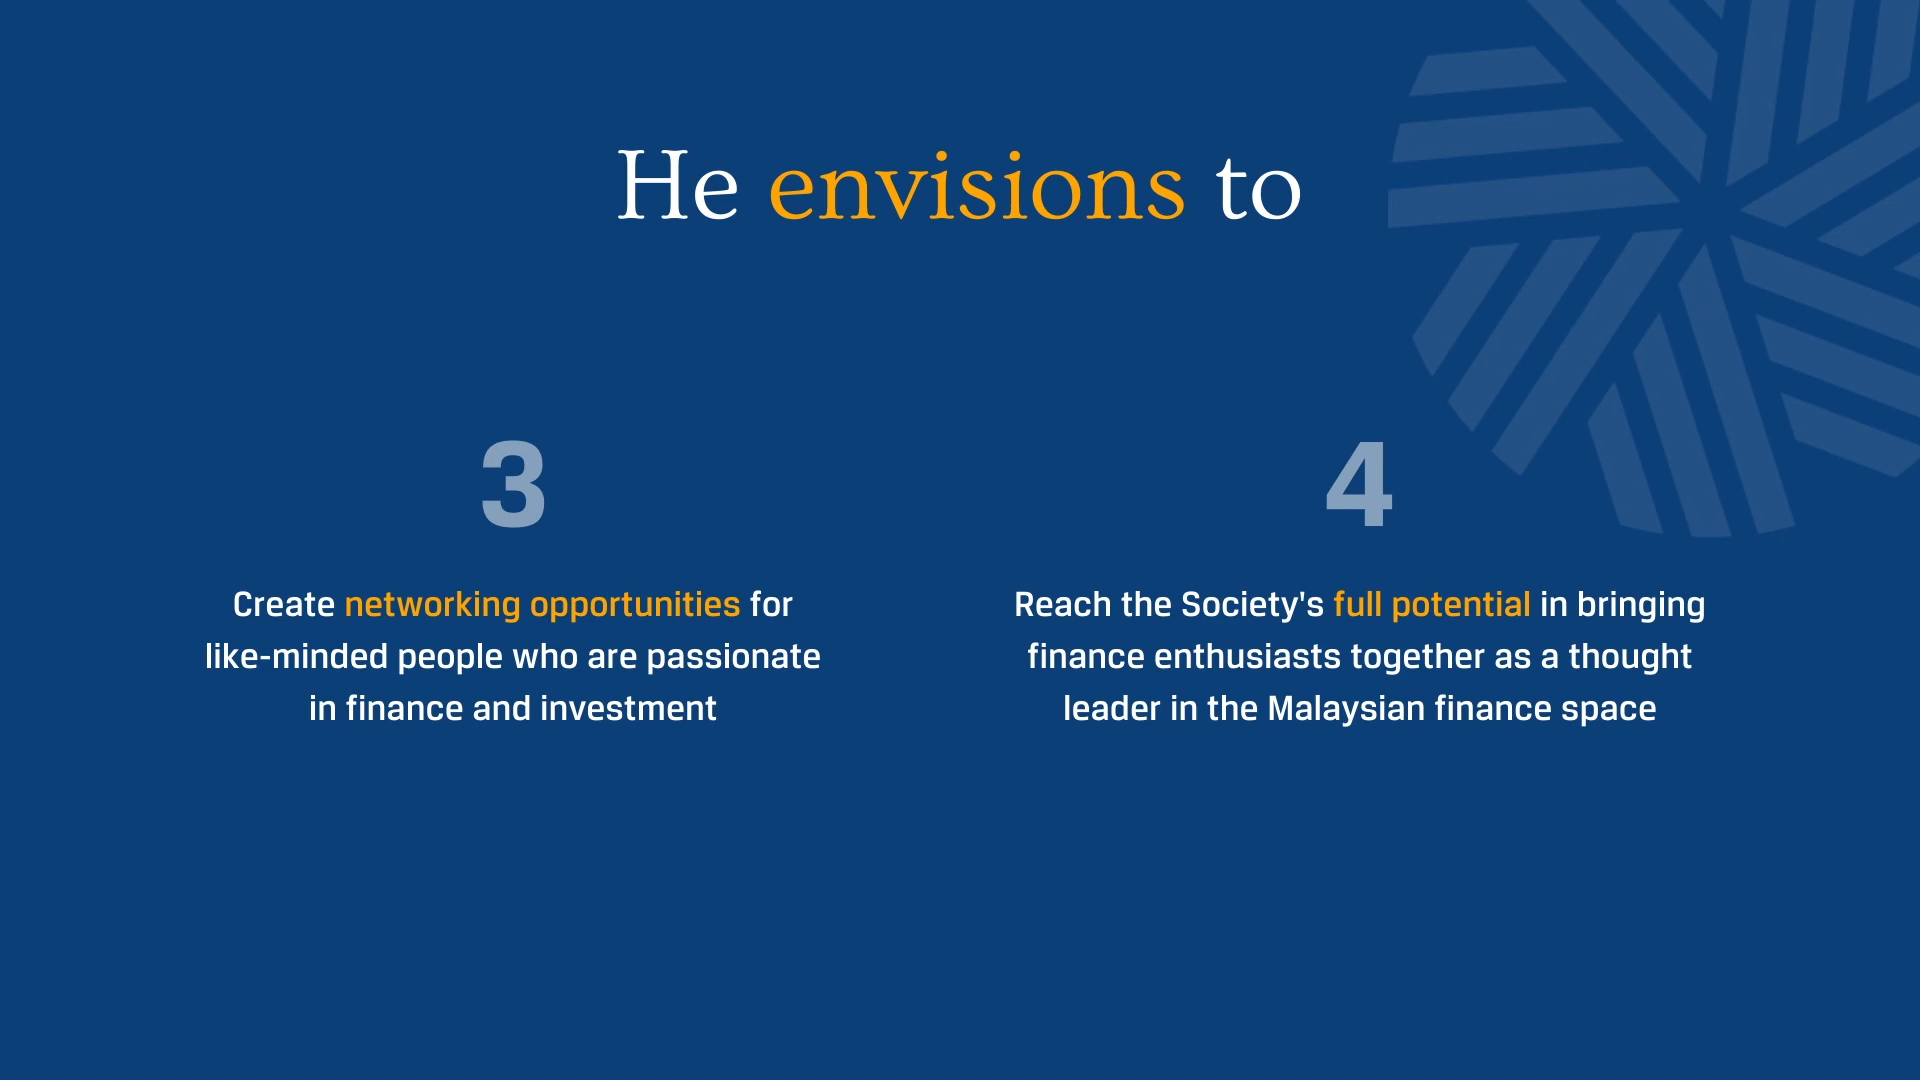 He envisions to
3
Create networking opportunities for
like-minded people who are passionate
in finance and investment
4
Reach the Society's full potential in bringing
finance enthusiasts together as a thought
leader in the Malaysian finance space